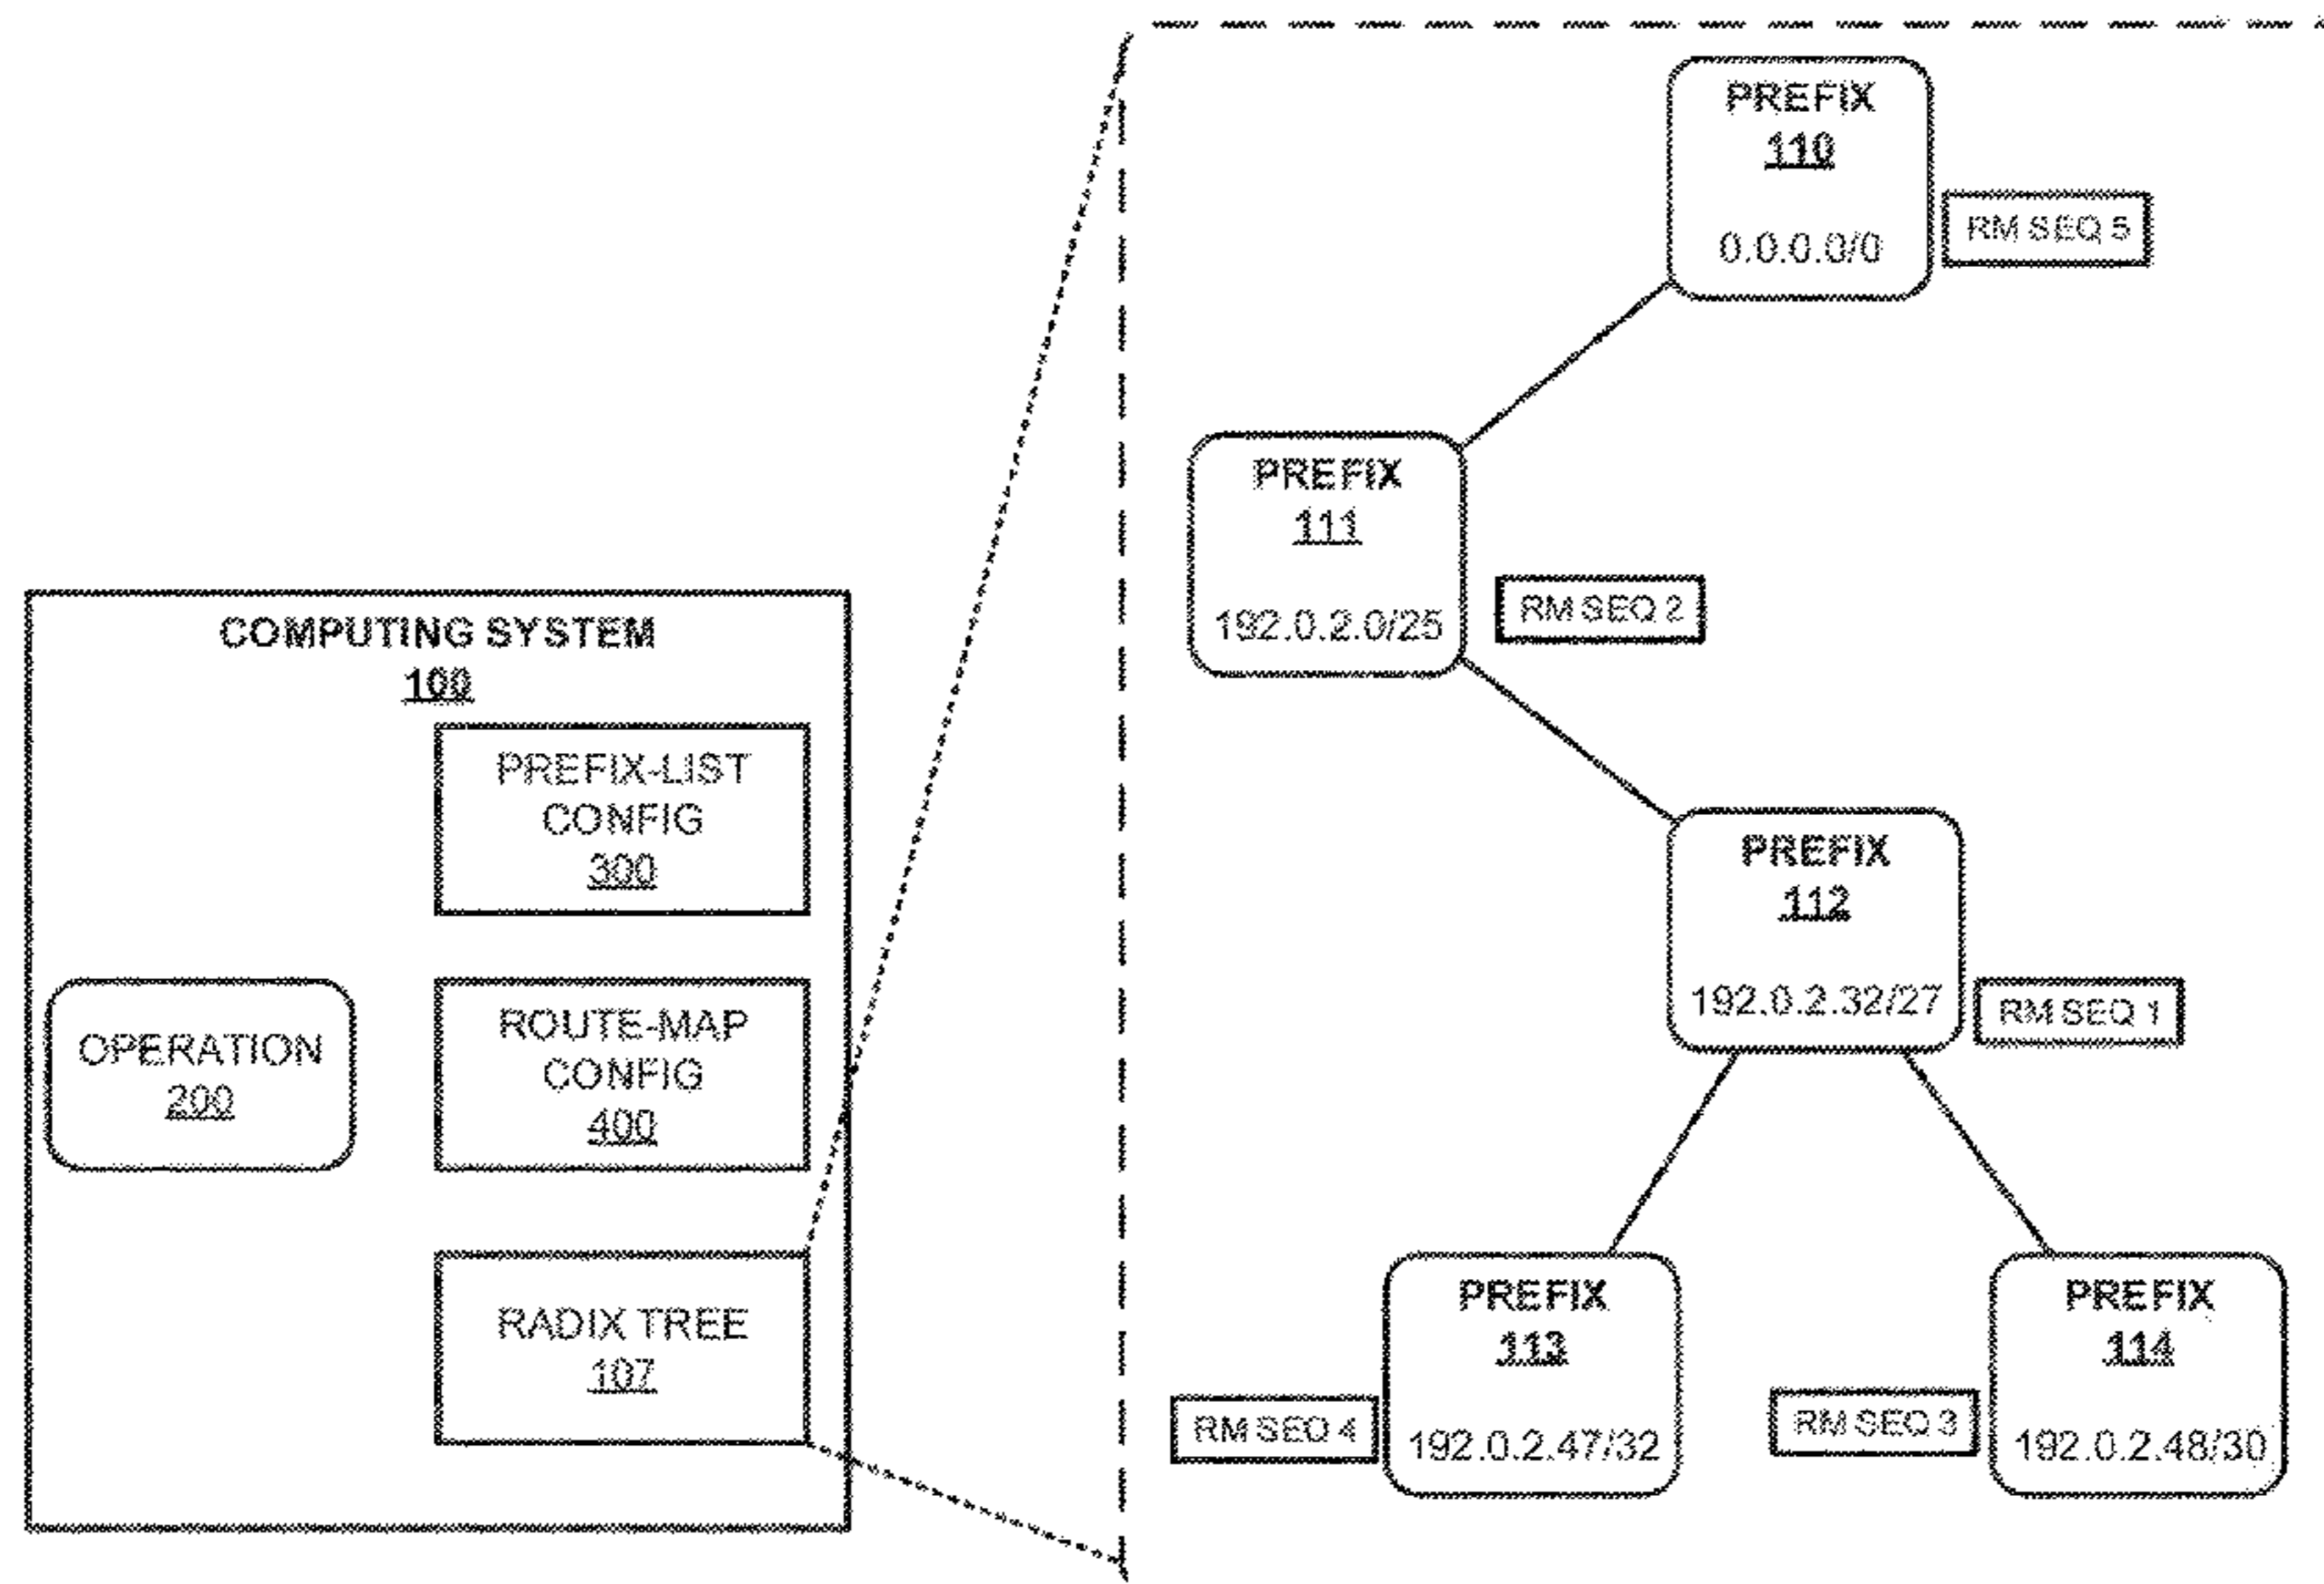 COMPUTING SYSTEM
100
PREFIX-LIST
CONFIG
300
OPERATION
200
ROUTE-MAP
CONFIG
400
RADIX TREE
107
PREFIX
110
0.0.0.0/0
RM SEQ 5
PREFIX
111
192.0.2.0/25
RM SEQ 2
PREFIX
112
192.0.2.32/27
RM SEQ 1
PREFIX
113
192.0.2.47/32
RM SEQ 4
PREFIX
114
192.0.2.48/30
RM SEQ 3